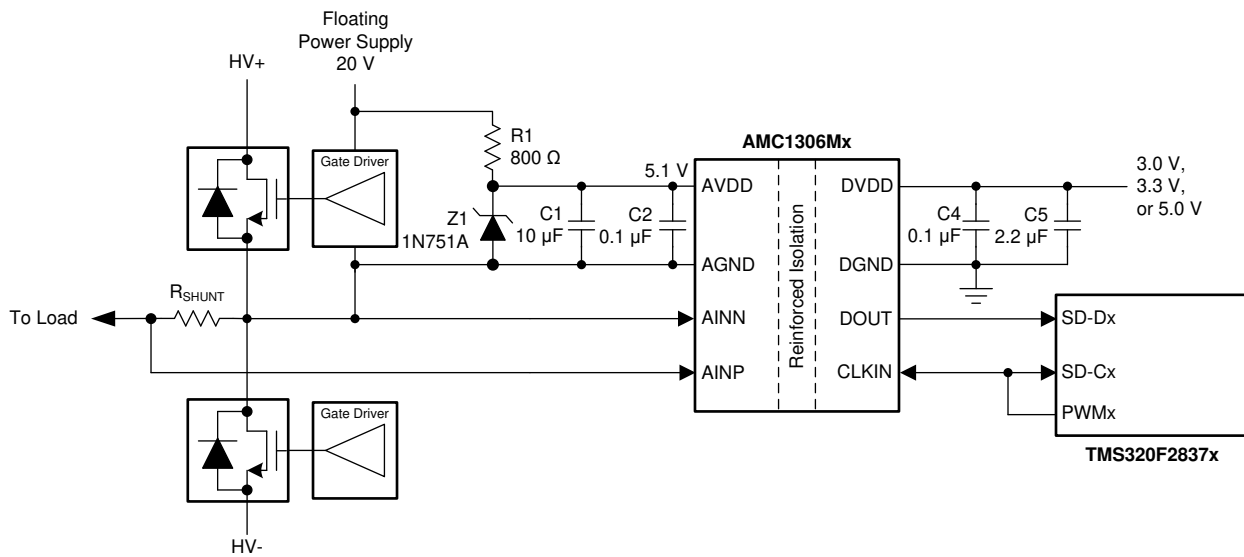 Floating
Power Supply
20 V
HV+
R1
800 Ω
AMC1306Mx
Gate Driver
5.1 V
AVDD
DVDD
3.0 V,
3.3 V,
or 5.0 V
Z1
1N751A
C1
10 µF
C2
0.1 µF
C4
0.1 µF
C5
2.2 µF
AGND
DGND
Reinforced Isolation
RSHUNT
To Load
AINN
DOUT
SD-Dx
AINP
CLKIN
SD-Cx
PWMx
Gate Driver
TMS320F2837x
HV-